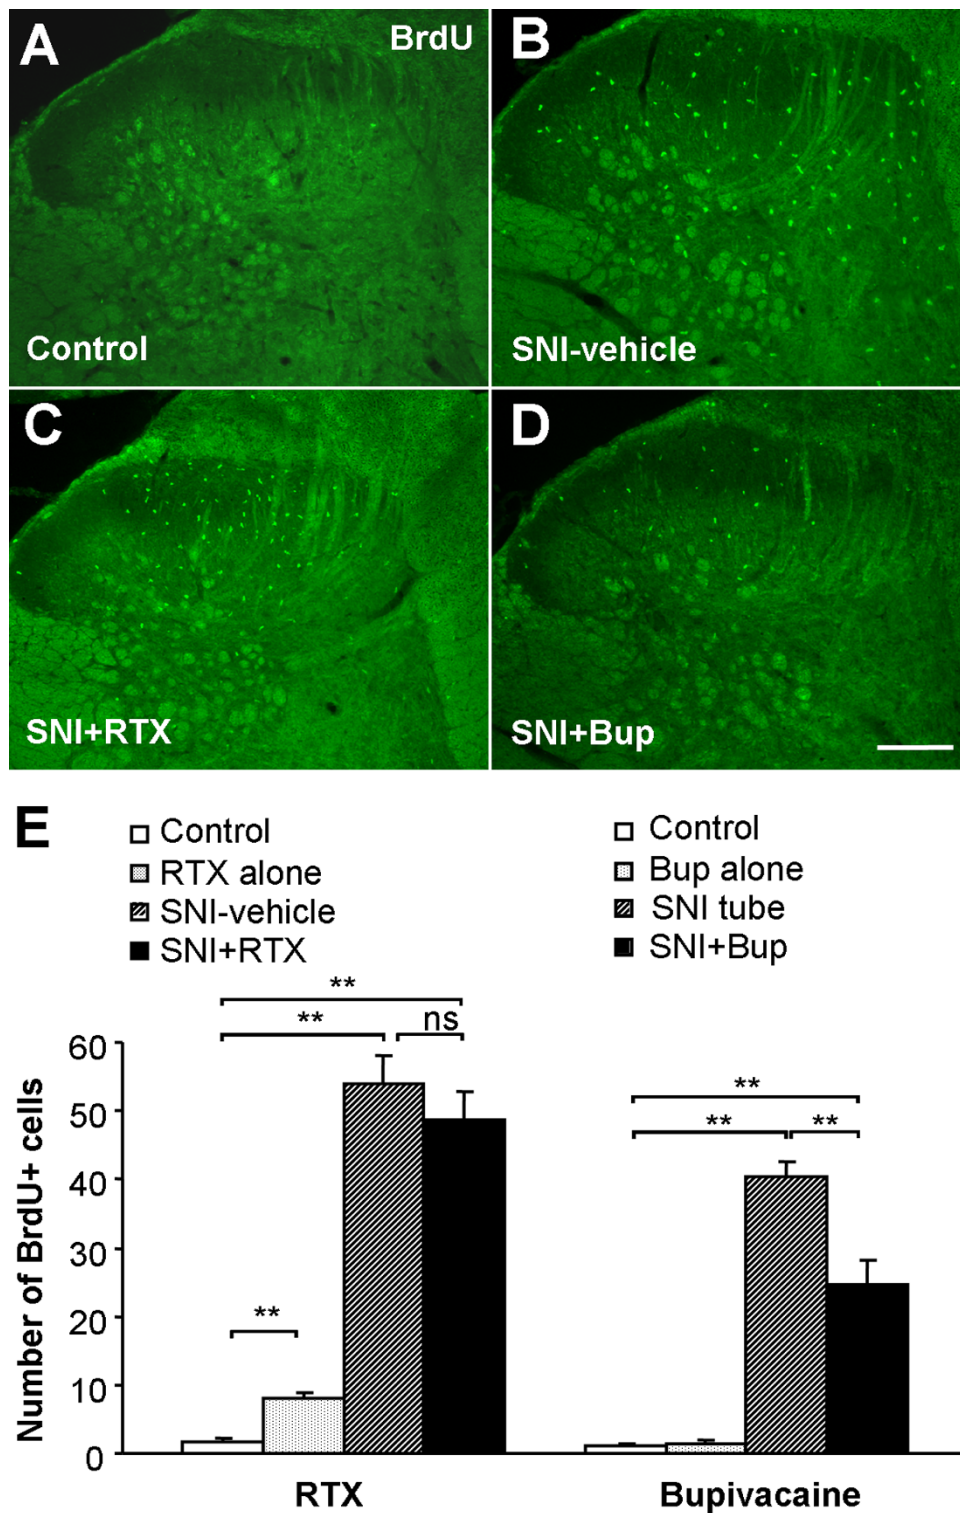 A
BrdU
B
Control
SNI-vehicle
C
D
SNI+RTX
SNI+Bup
E
Control
RTX alone
SNI-vehicle
SNI+RTX
Control
Bup alone
SNI tube
SNI+Bup
**
**
ns
**
**
**
**
60
50
40
30
20
10
0
Number of BrdU+ cells
RTX
Bupivacaine